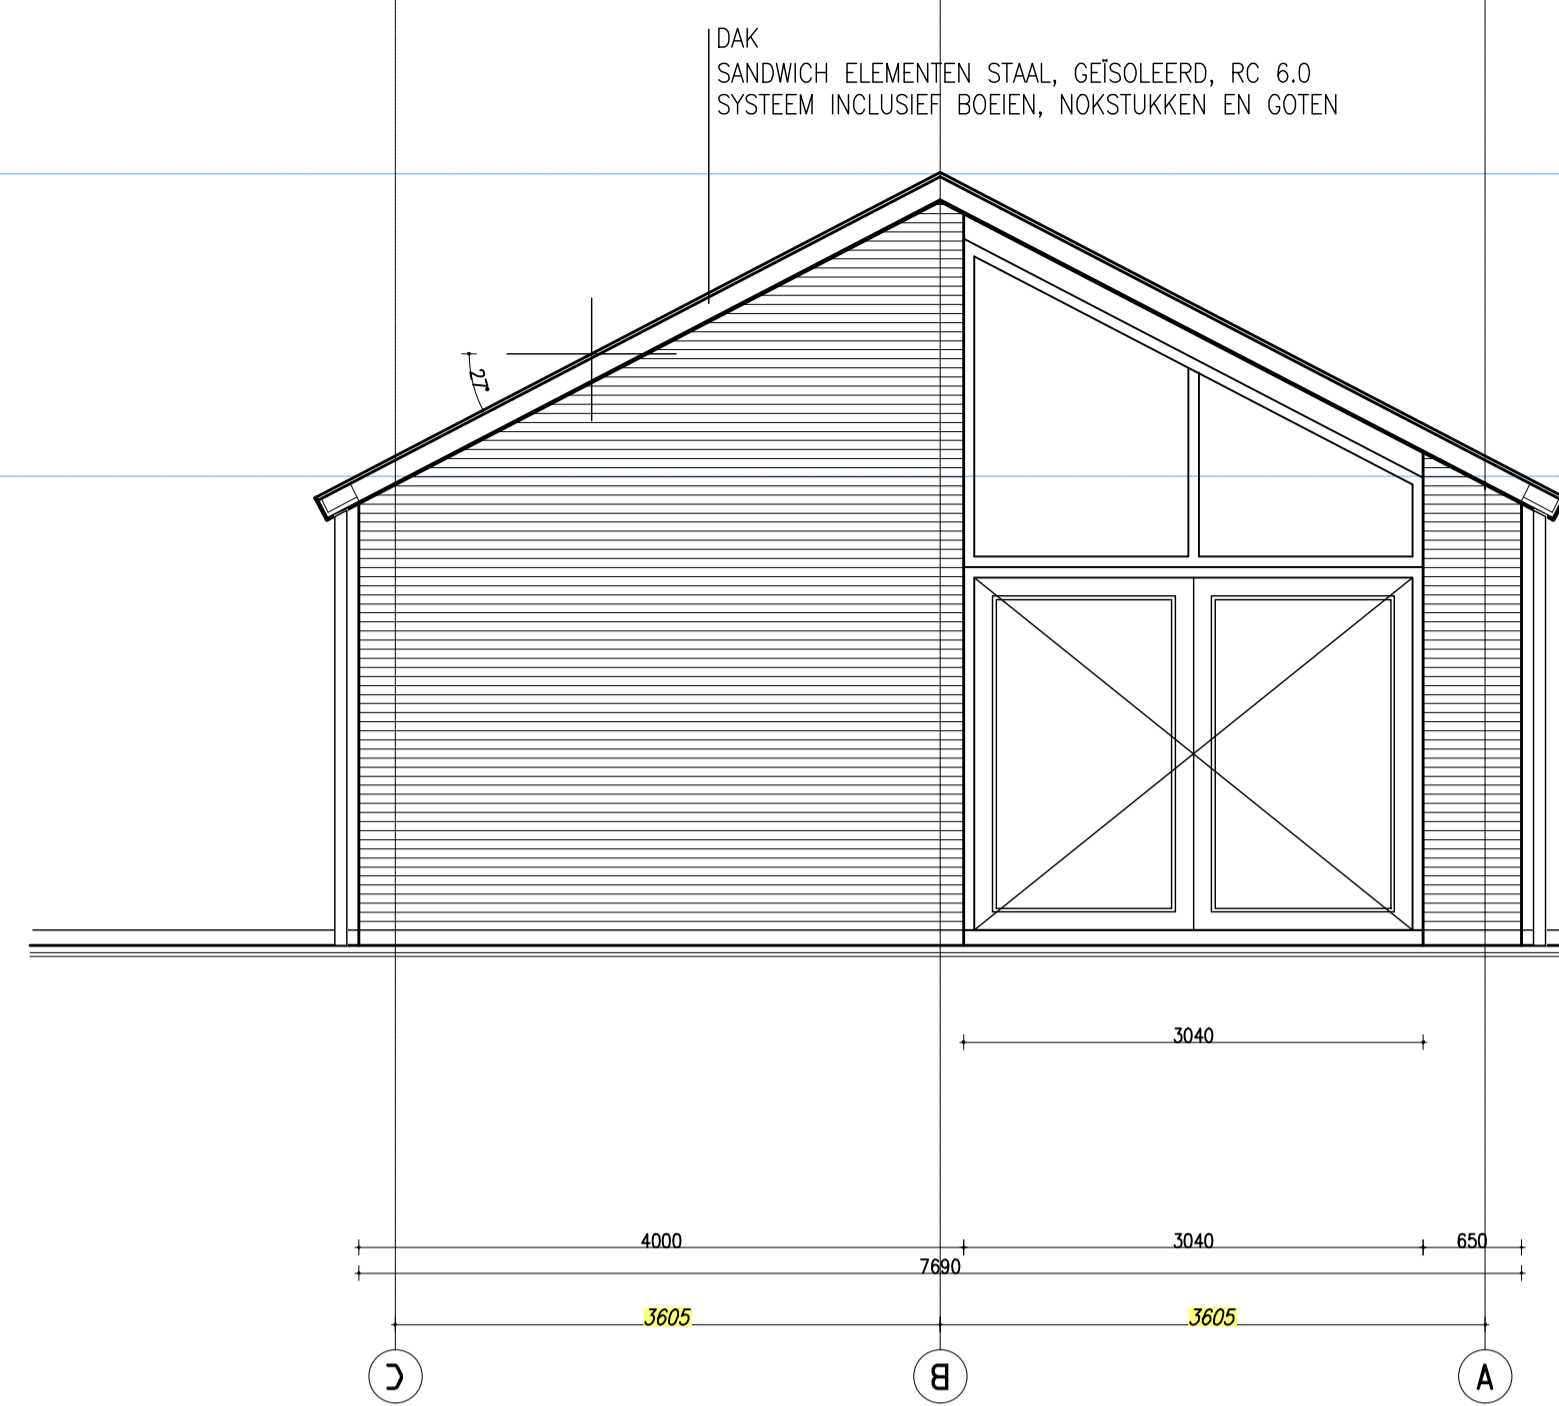 DAK
SANDWICH ELEMENTEN STAAL, GEÏSOLEERD, RC 6.0
SYSTEEM INCLUSIEF BOEIEN, NOKSTUKKEN EN GOTEN
27°
3040
4000 3040 650
7690
3605 3605
C B A